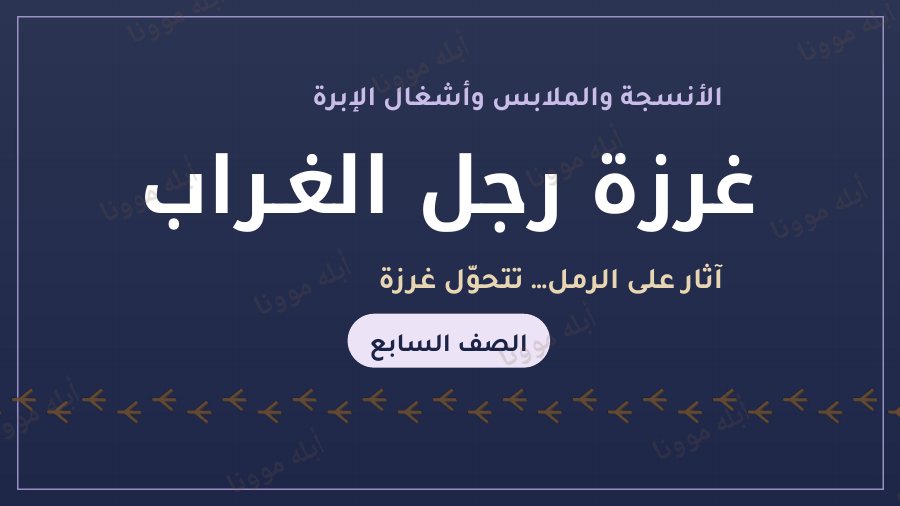 الأنسجة والملابس وأشغال الإبرة
غرزة رجل الغراب
آثار على الرمل... تتحوّل غرزة
الصف السابع
أبله موونا